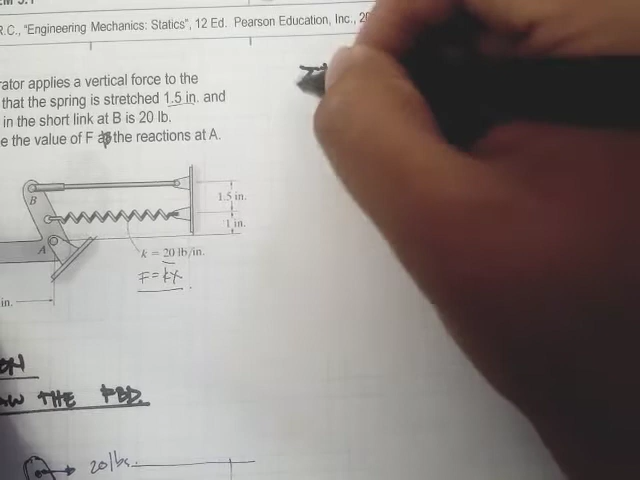 R.C., "Engineering Mechanics: Statics", 12 Ed. Pearson Education, Inc.,
rator applies a vertical force to the
that the spring is stretched 1.5 in. and
in the short link at B is 20 lb.
e the value of F the reactions at A.
B
1.5 in.
1 in.
A
k = 20 lb/in.
F=kx
in.
ON
AW THE FBD.
20lbs.